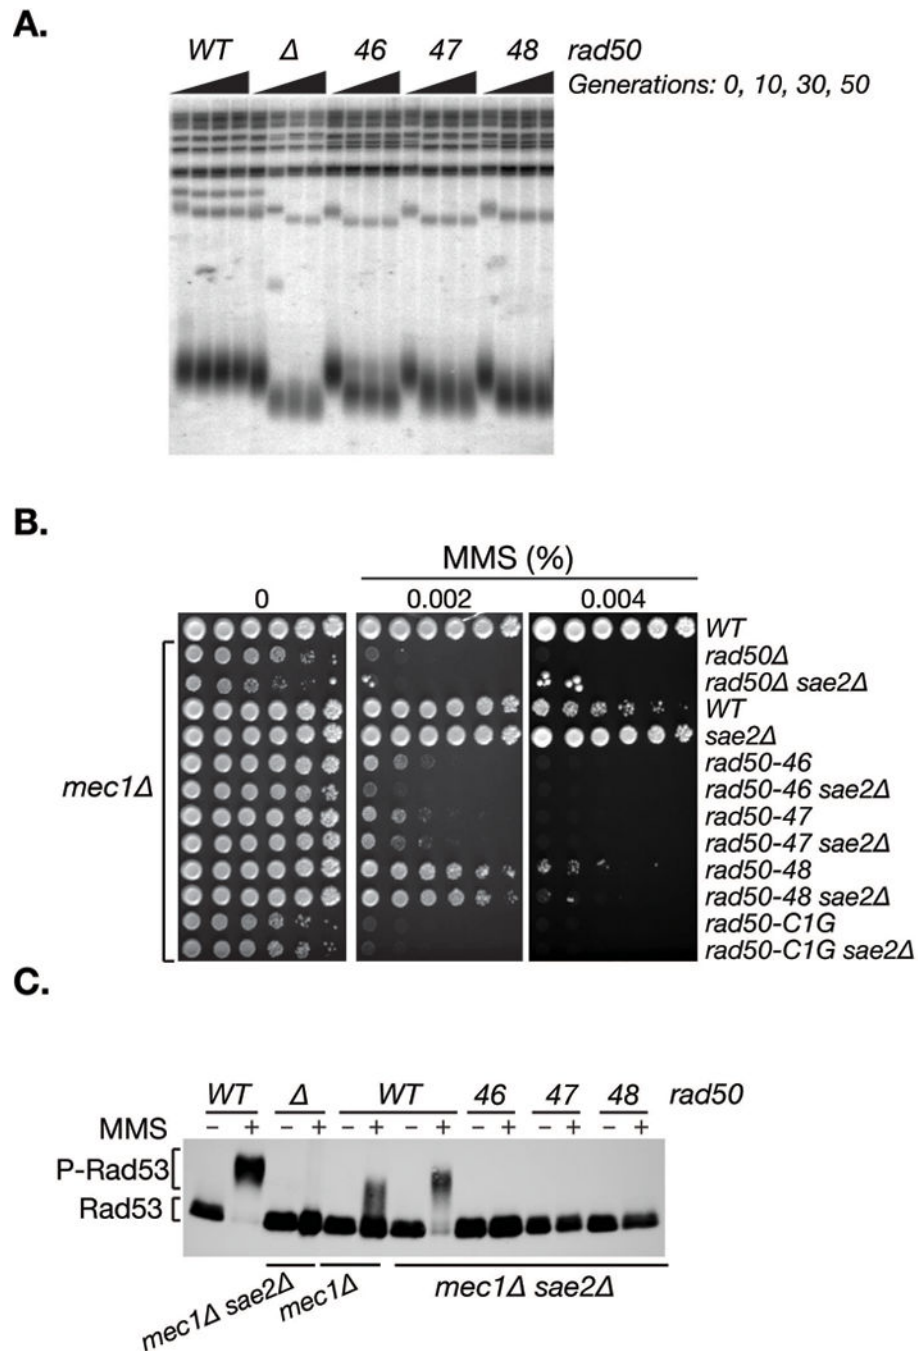 A.
WT Δ 46 47 48 rad50
Generations: 0, 10, 30, 50
B.
MMS (%)
0 0.002 0.004
WT
rad50Δ
rad50Δ sae2Δ
WT
sae2Δ
rad50-46
mec1Δ
rad50-46 sae2Δ
rad50-47
rad50-47 sae2Δ
rad50-48
rad50-48 sae2Δ
rad50-C1G
rad50-C1G sae2Δ
C.
WT Δ WT 46 47 48 rad50
MMS - + - + - + - + - + - + - +
P-Rad53
Rad53
mec1Δ sae2Δ mec1Δ mec1Δ sae2Δ